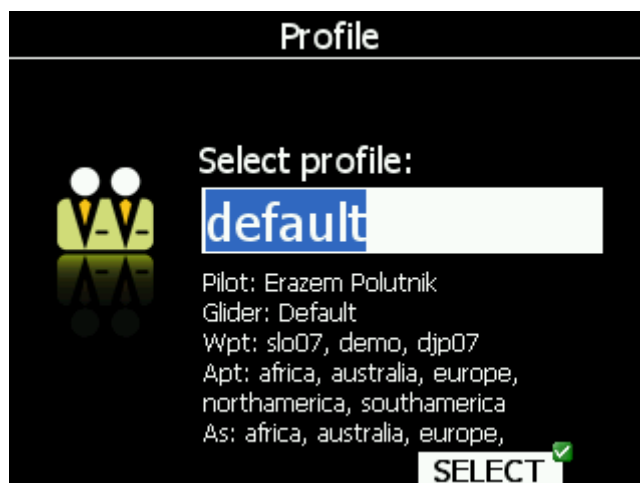 Profile
Select profile:
default
Pilot: Erazem Polutnik
Glider: Default
Wpt: slo07, demo, djp07
Apt: africa, australia, europe,
northamerica, southamerica
As: africa, australia, europe,
SELECT